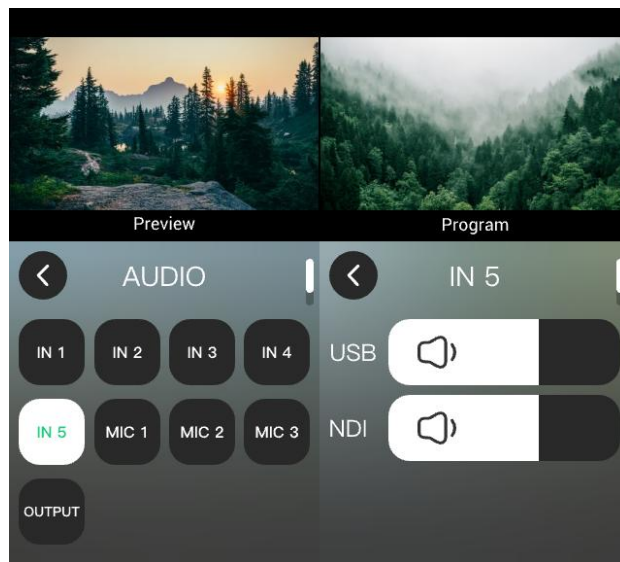 Preview
Program
AUDIO
IN 5
IN 1 IN 2 IN 3 IN 4
USB
IN 5 MIC 1 MIC 2 MIC 3
NDI
OUTPUT